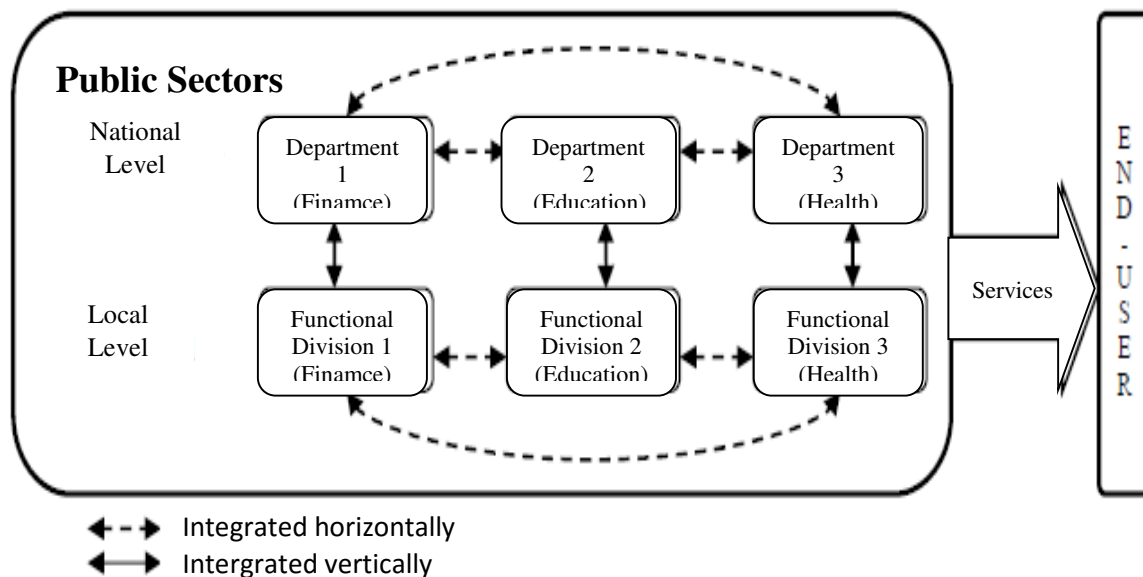 Public Sectors
National
Level
Department
1
(Finamce)
Department
2
(Education)
Department
3
(Health)
Local
Level
Functional
Division 1
(Finamce)
Functional
Division 2
(Education)
Functional
Division 3
(Health)
Services
E
N
D
-
U
S
E
R
Integrated horizontally
Intergrated vertically